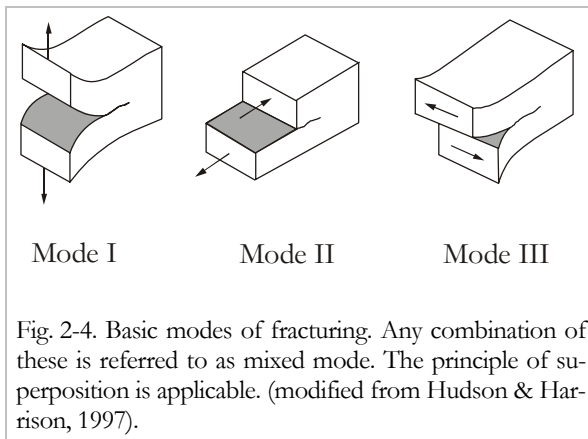 Mode I Mode II Mode III
Fig. 2-4. Basic modes of fracturing. Any combination of
these is referred to as mixed mode. The principle of su-
perposition is applicable. (modified from Hudson & Har-
rison, 1997).